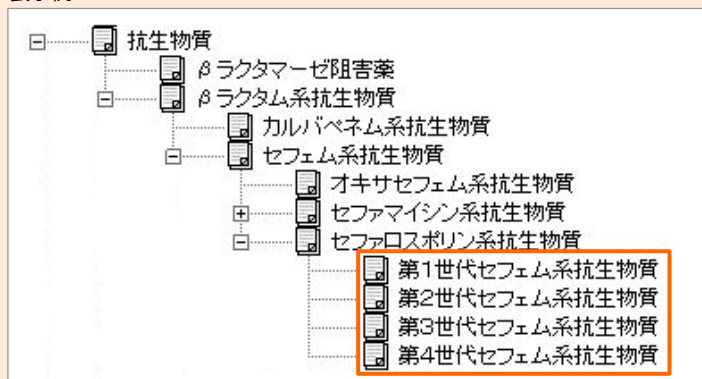 抗生物質
βラクタマーゼ阻害薬
βラクタム系抗生物質
カルバペネム系抗生物質
セフェム系抗生物質
オキサセフェム系抗生物質
セファマイシン系抗生物質
セファロスポリン系抗生物質
第1世代セフェム系抗生物質
第2世代セフェム系抗生物質
第3世代セフェム系抗生物質
第4世代セフェム系抗生物質